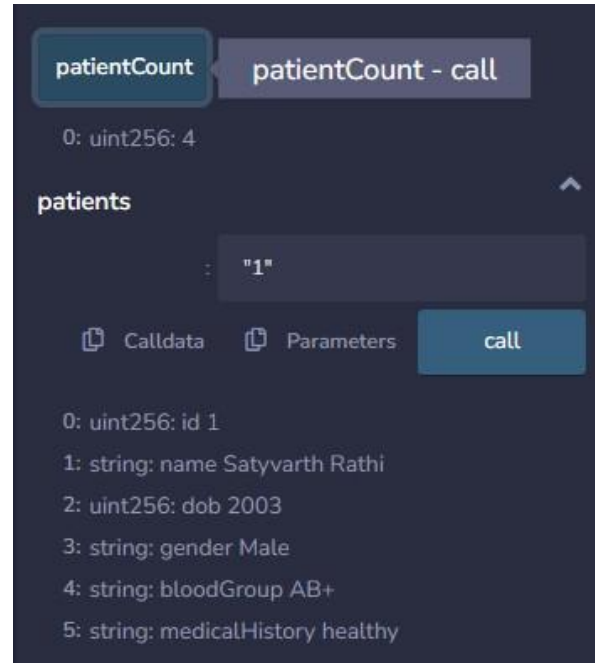 patientCount patientCount - call
0: uint256: 4
patients
: "1"
Calldata Parameters call
0: uint256: id 1
1: string: name Satyvarth Rathi
2: uint256: dob 2003
3: string: gender Male
4: string: bloodGroup AB+
5: string: medicalHistory healthy